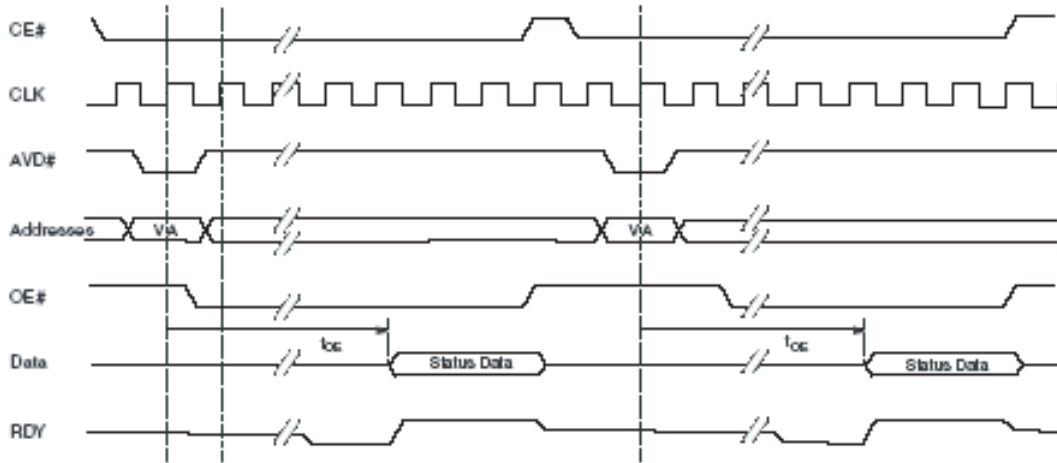 CE#
CLK
AVD#
Addresses VA VA
OE#
tOE tOE
Data Status Data Status Data
RDY